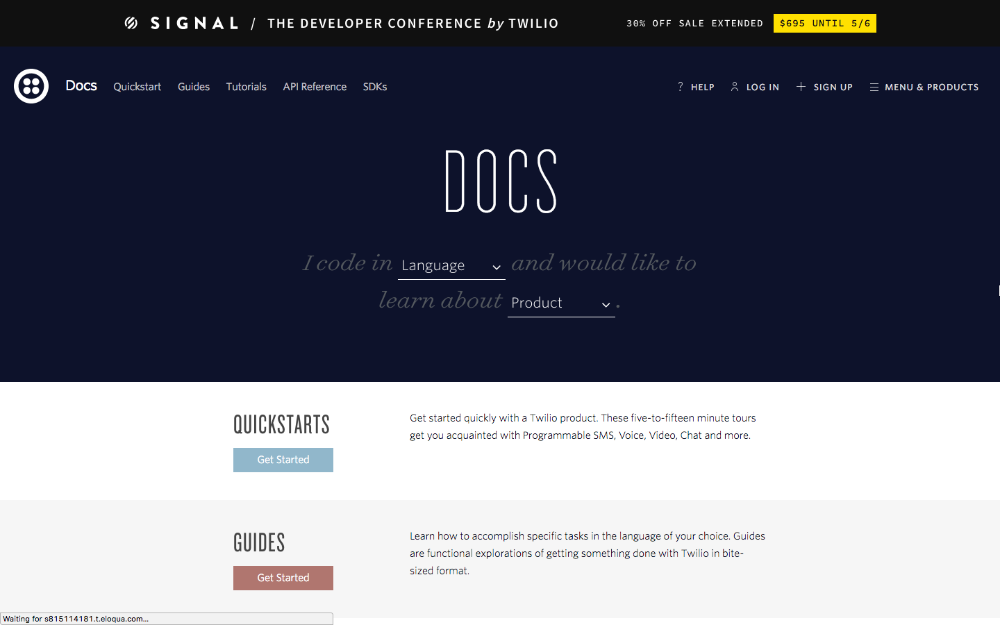 SIGNAL / THE DEVELOPER CONFERENCE by TWILIO 30% OFF SALE EXTENDED $695 UNTIL 5/6
Docs Quickstart Guides Tutorials API Reference SDKs ? HELP LOG IN SIGN UP MENU & PRODUCTS
DOCS
I code in Language and would like to
learn about Product .
QUICKSTARTS
Get Started
Get started quickly with a Twilio product. These five-to-fifteen minute tours
get you acquainted with Programmable SMS, Voice, Video, Chat and more.
GUIDES
Get Started
Learn how to accomplish specific tasks in the language of your choice. Guides
are functional explorations of getting something done with Twilio in bite-
sized format.
Waiting for s815114181.t.eloqua.com...